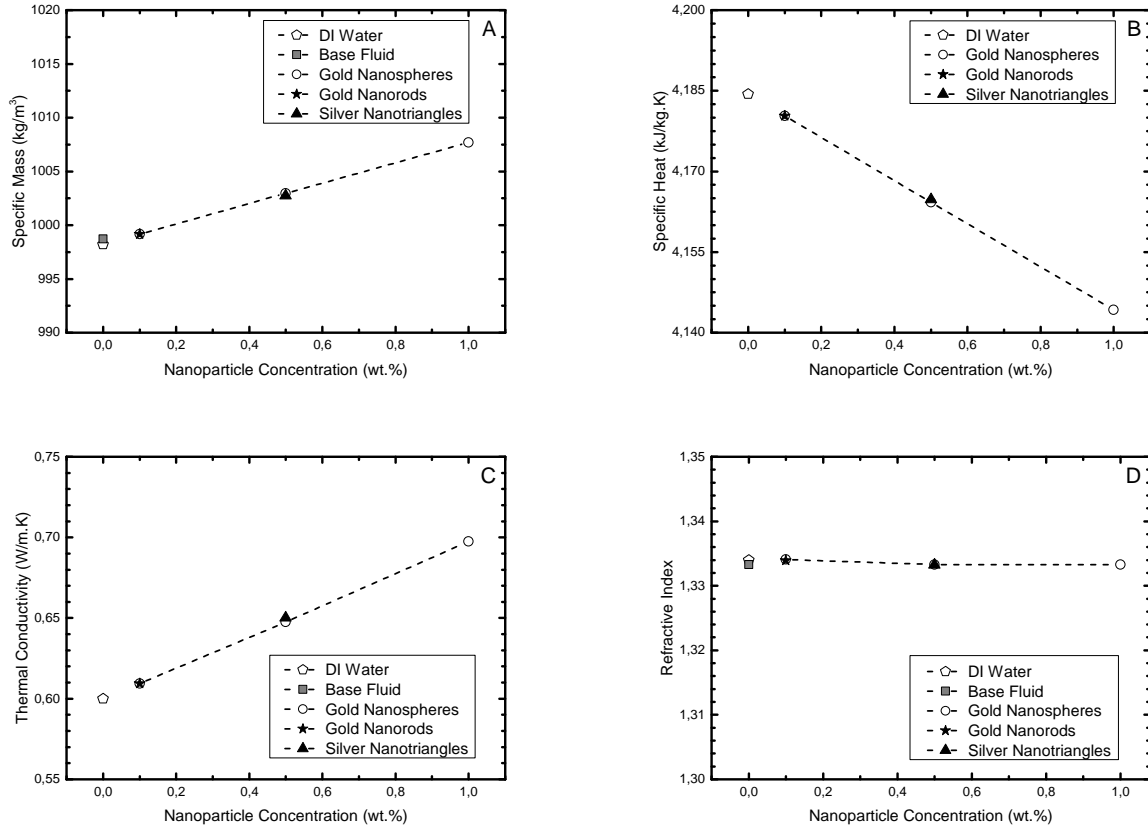 A
1020
1015
1010
1005
1000
995
990
Specific Mass (kg/m³)
DI Water
Base Fluid
Gold Nanospheres
Gold Nanorods
Silver Nanotriangles
0,0 0,2 0,4 0,6 0,8 1,0
Nanoparticle Concentration (wt.%)
B
4,200
4,185
4,170
4,155
4,140
Specific Heat (kJ/kg.K)
DI Water
Gold Nanospheres
Gold Nanorods
Silver Nanotriangles
0,0 0,2 0,4 0,6 0,8 1,0
Nanoparticle Concentration (wt.%)
C
0,75
0,70
0,65
0,60
0,55
Thermal Conductivity (W/m.K)
DI Water
Base Fluid
Gold Nanospheres
Gold Nanorods
Silver Nanotriangles
0,0 0,2 0,4 0,6 0,8 1,0
Nanoparticle Concentration (wt.%)
D
1,35
1,34
1,33
1,32
1,31
1,30
Refractive Index
DI Water
Base Fluid
Gold Nanospheres
Gold Nanorods
Silver Nanotriangles
0,0 0,2 0,4 0,6 0,8 1,0
Nanoparticle Concentration (wt.%)